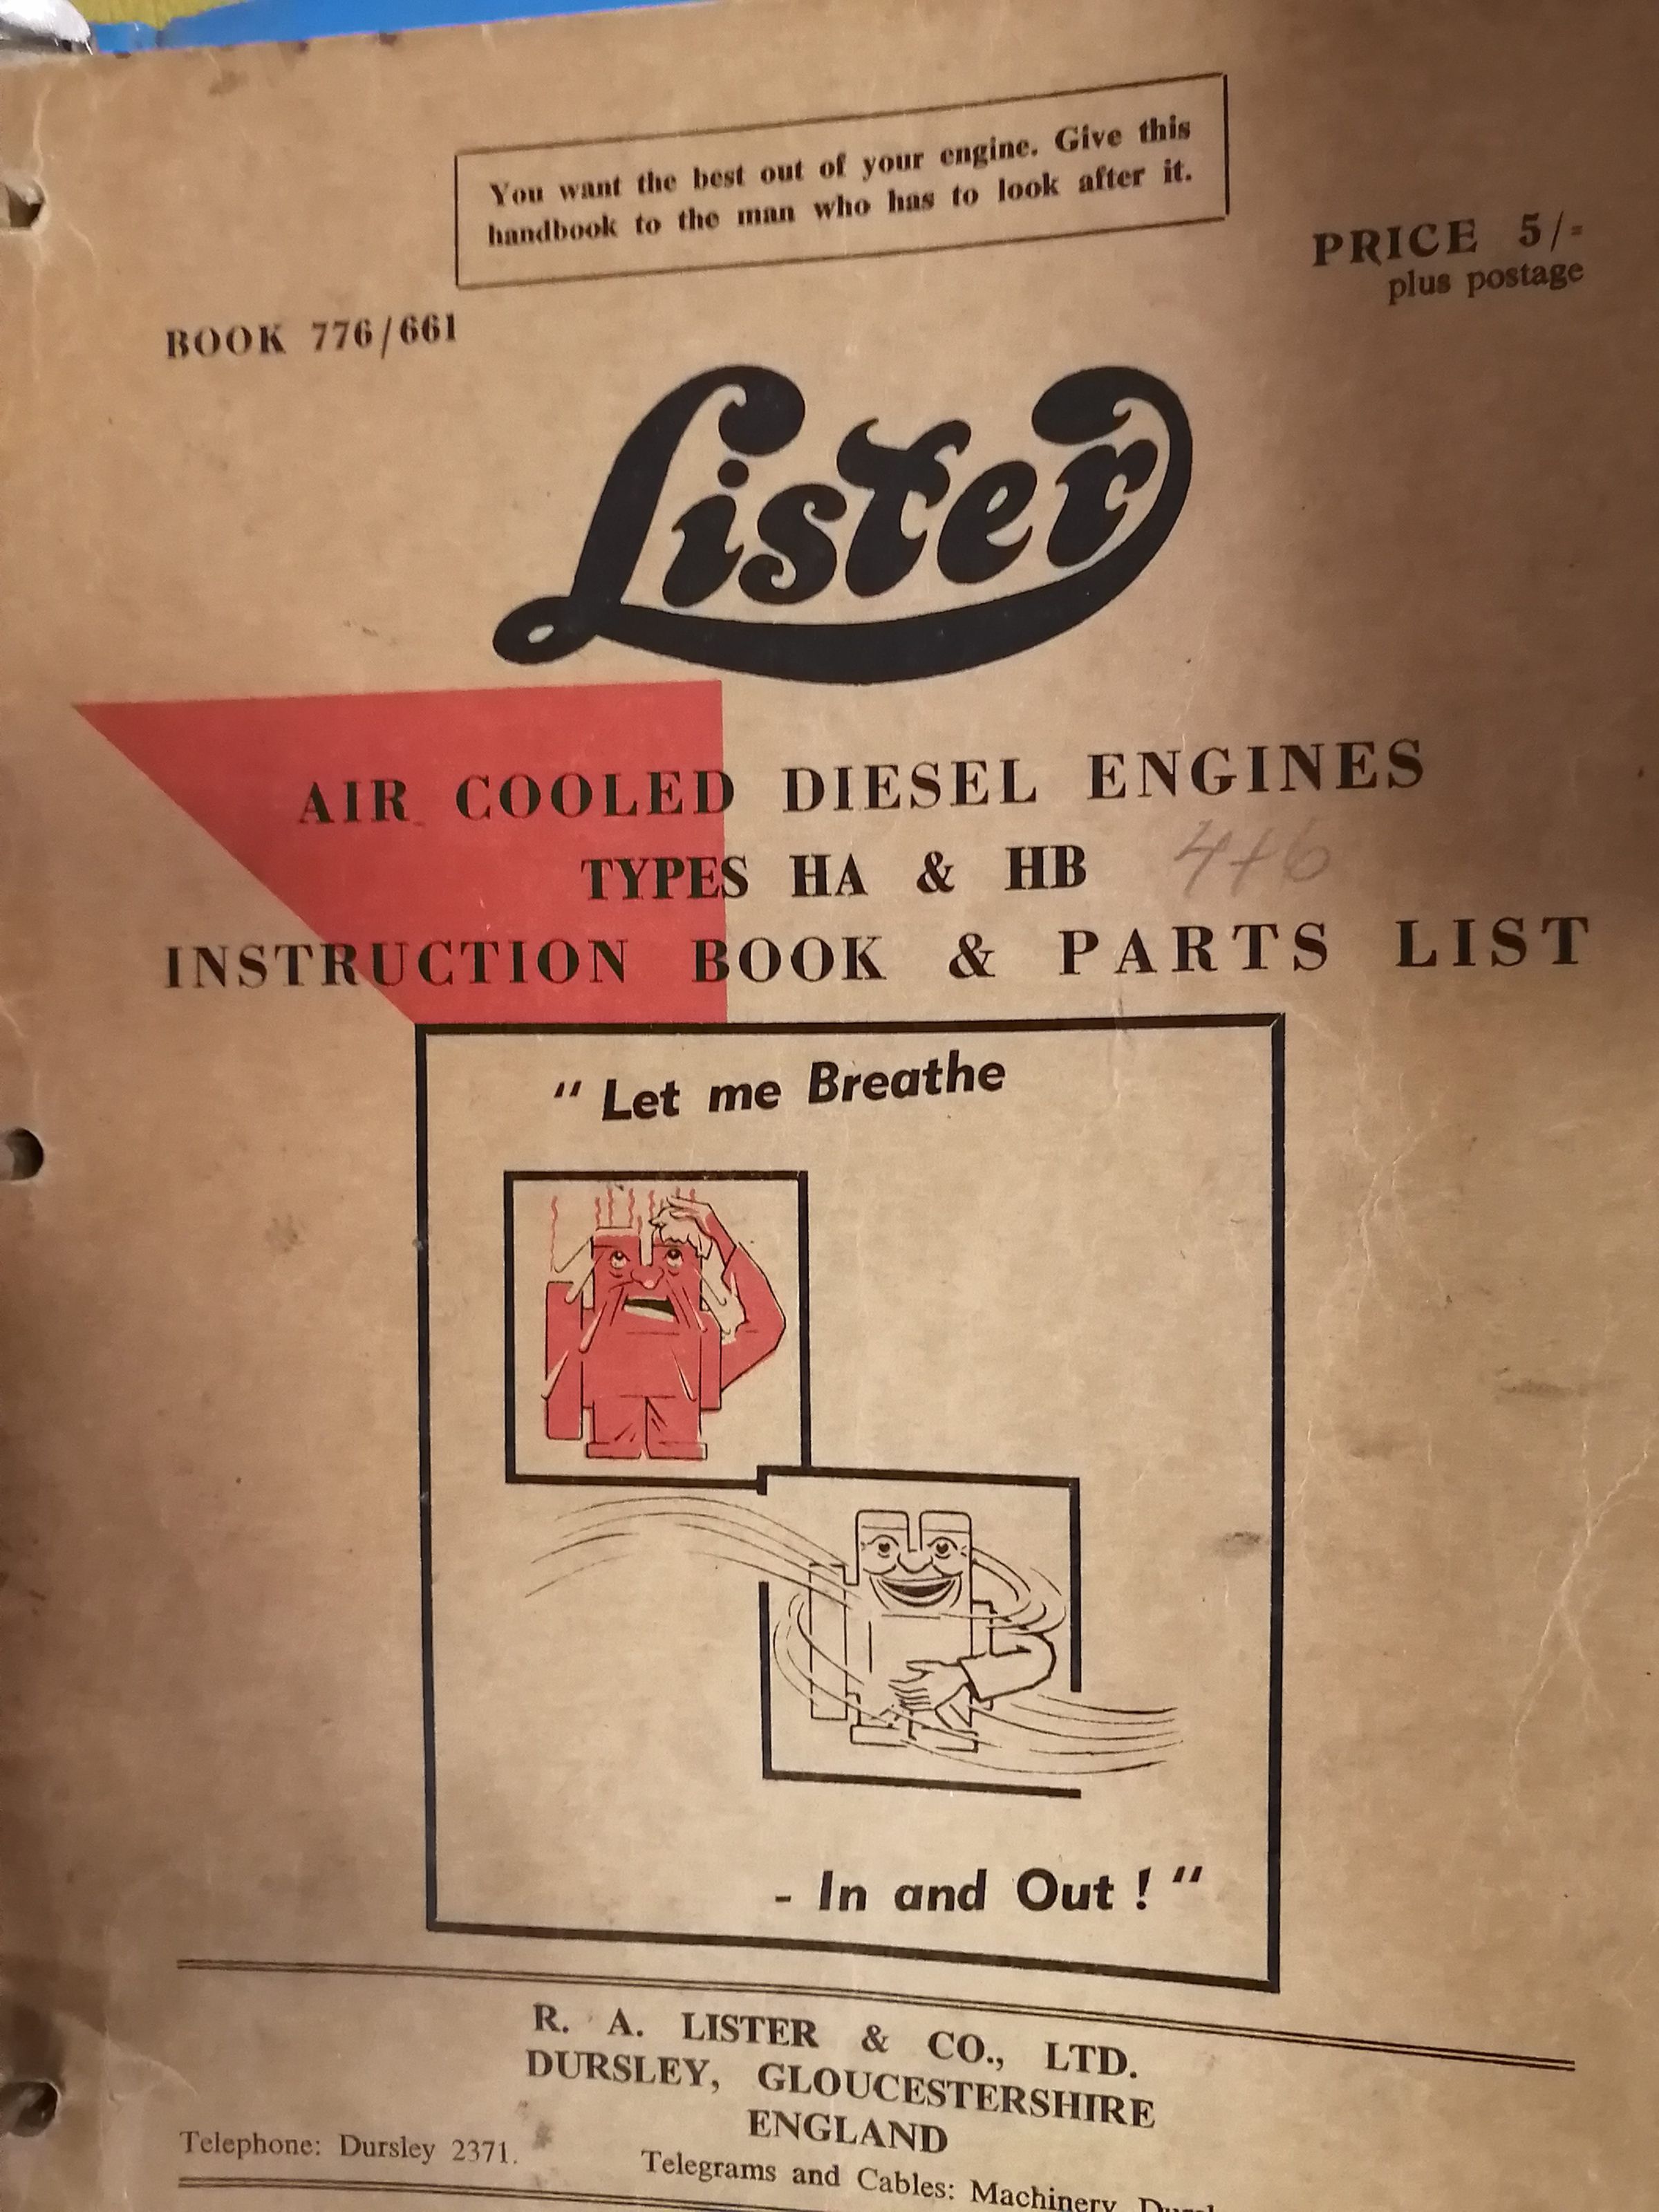 You want the best out of your engine. Give this
handbook to the man who has to look after it.
PRICE 5/-
plus postage
BOOK 776/661
Lister
AIR COOLED DIESEL ENGINES
TYPES HA & HB 4+6
INSTRUCTION BOOK & PARTS LIST
“ Let me Breathe
- In and Out ! ”
R. A. LISTER & CO., LTD.
DURSLEY, GLOUCESTERSHIRE
ENGLAND
Telephone: Dursley 2371.
Telegrams and Cables: Machinery,